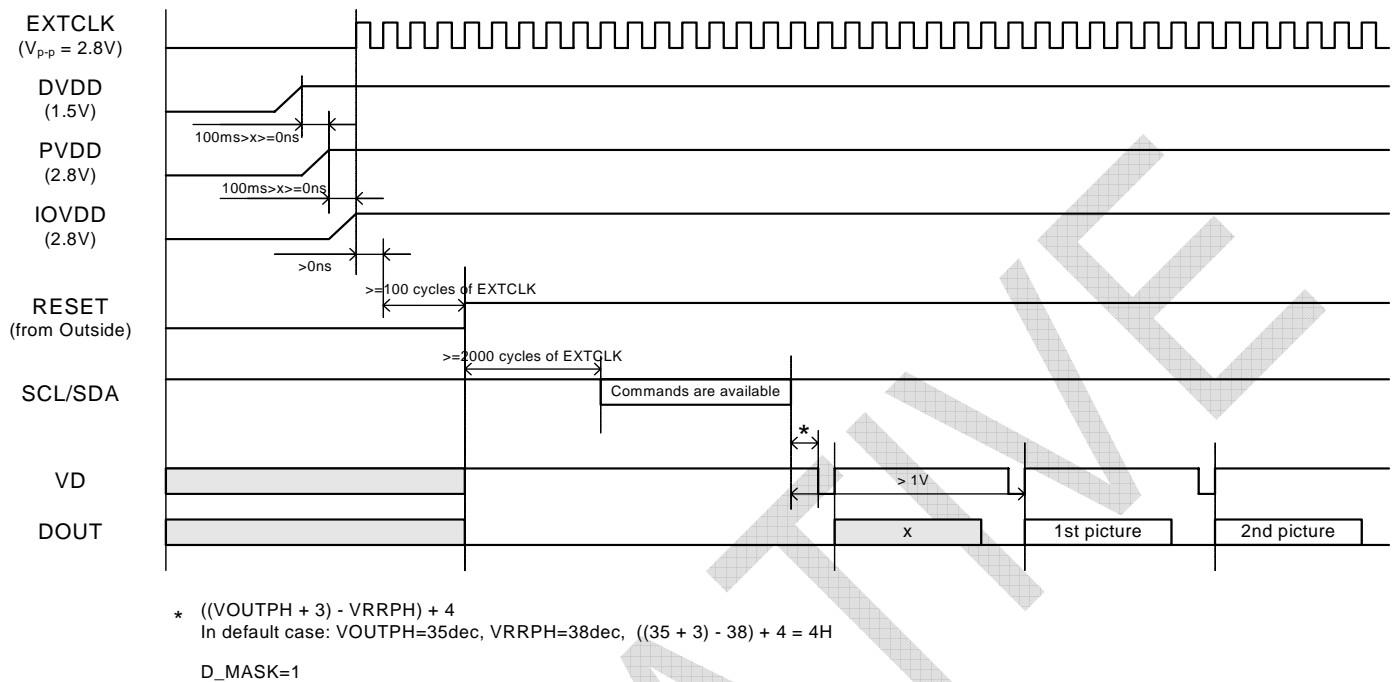 EXTCLK
(Vp-p = 2.8V)
DVDD
(1.5V)
100ms>x>=0ns
PVDD
(2.8V)
100ms>x>=0ns
IOVDD
(2.8V)
>0ns
>=100 cycles of EXTCLK
RESET
(from Outside)
>=2000 cycles of EXTCLK
SCL/SDA
Commands are available
*
VD
> 1V
DOUT
x
1st picture
2nd picture
* ((VOUTPH + 3) - VRRPH) + 4
In default case: VOUTPH=35dec, VRRPH=38dec, ((35 + 3) - 38) + 4 = 4H
D_MASK=1